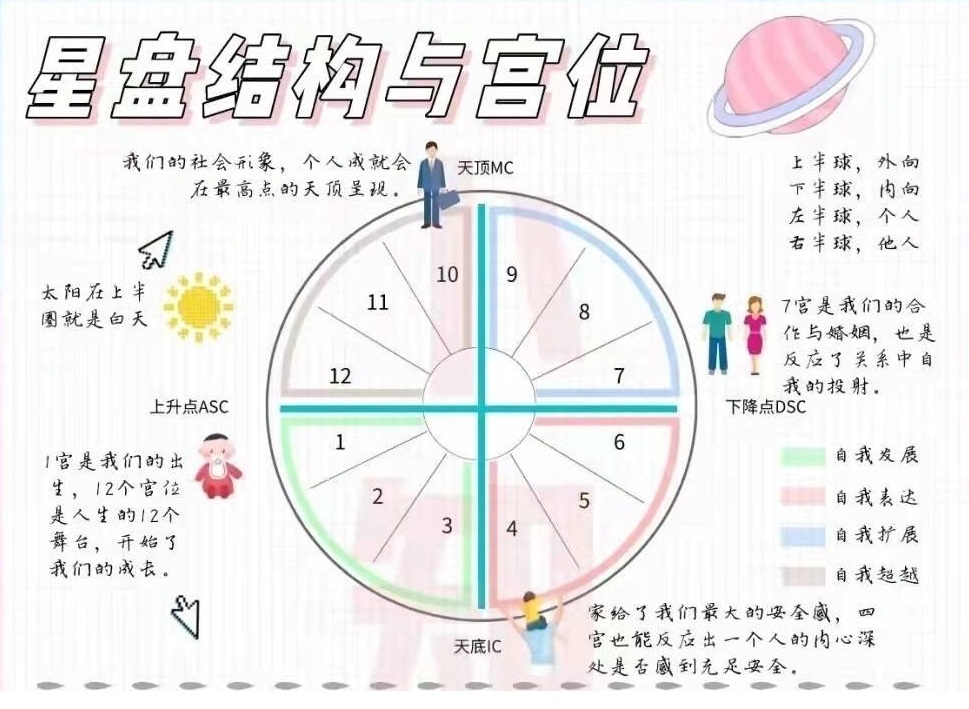 星盘结构与宫位
我们的社会形象，个人成就会
在最高点的天顶呈现。
天顶MC
上半球，外向
下半球，内向
左半球，个人
右半球，他人
太阳在上半
圈就是白天
10
9
11
8
12
7
7宫是我们的合
作与婚姻，也是
反应了关系中自
我的投射。
上升点ASC
下降点DSC
1
6
2
5
3
4
1宫是我们的出
生，12个宫位
是人生的12个
舞台，开始了
我们的成长。
自我发展
自我表达
自我扩展
自我超越
天底IC
家给了我们最大的安全感，四
宫也能反应出一个人的内心深
处是否感到充足安全。